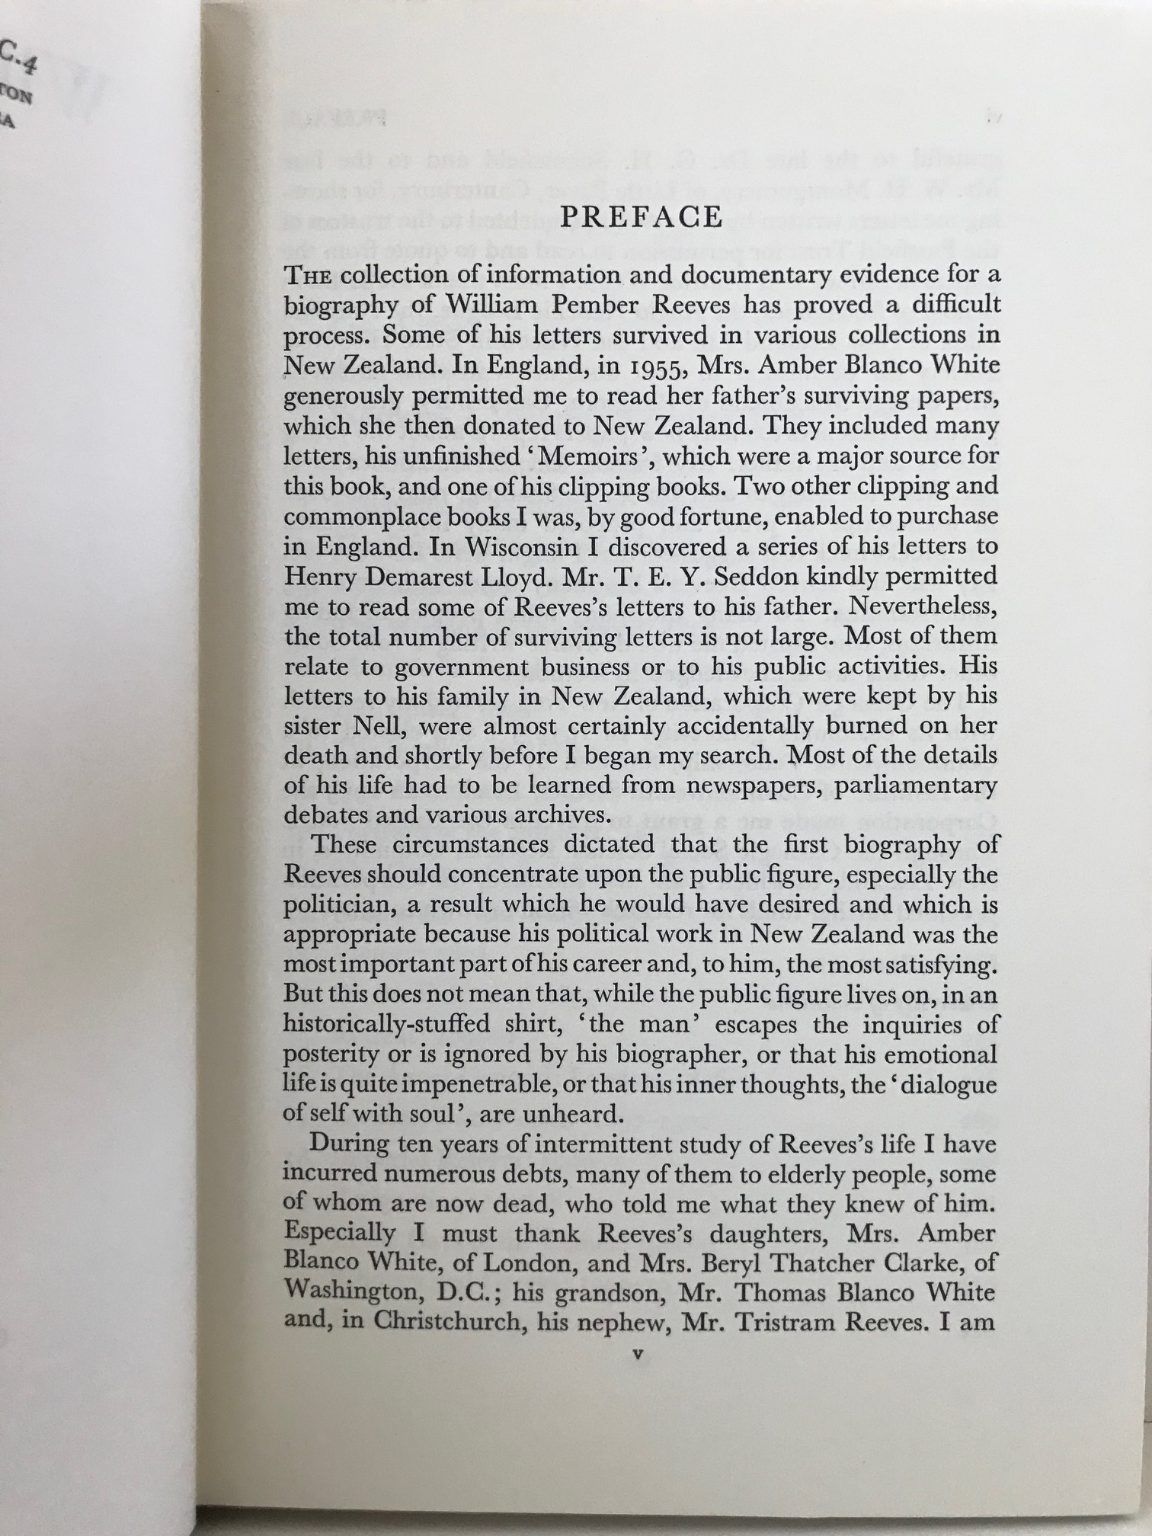 C.4
TON
PREFACE
THE collection of information and documentary evidence for a
biography of William Pember Reeves has proved a difficult
process. Some of his letters survived in various collections in
New Zealand. In England, in 1955, Mrs. Amber Blanco White
generously permitted me to read her father's surviving papers,
which she then donated to New Zealand. They included many
letters, his unfinished ‘Memoirs’, which were a major source for
this book, and one of his clipping books. Two other clipping and
commonplace books I was, by good fortune, enabled to purchase
in England. In Wisconsin I discovered a series of his letters to
Henry Demarest Lloyd. Mr. T. E. Y. Seddon kindly permitted
me to read some of Reeves's letters to his father. Nevertheless,
the total number of surviving letters is not large. Most of them
relate to government business or to his public activities. His
letters to his family in New Zealand, which were kept by his
sister Nell, were almost certainly accidentally burned on her
death and shortly before I began my search. Most of the details
of his life had to be learned from newspapers, parliamentary
debates and various archives.
These circumstances dictated that the first biography of
Reeves should concentrate upon the public figure, especially the
politician, a result which he would have desired and which is
appropriate because his political work in New Zealand was the
most important part of his career and, to him, the most satisfying.
But this does not mean that, while the public figure lives on, in an
historically-stuffed shirt, ‘the man’ escapes the inquiries of
posterity or is ignored by his biographer, or that his emotional
life is quite impenetrable, or that his inner thoughts, the ‘dialogue
of self with soul’, are unheard.
During ten years of intermittent study of Reeves's life I have
incurred numerous debts, many of them to elderly people, some
of whom are now dead, who told me what they knew of him.
Especially I must thank Reeves's daughters, Mrs. Amber
Blanco White, of London, and Mrs. Beryl Thatcher Clarke, of
Washington, D.C.; his grandson, Mr. Thomas Blanco White
and, in Christchurch, his nephew, Mr. Tristram Reeves. I am
v